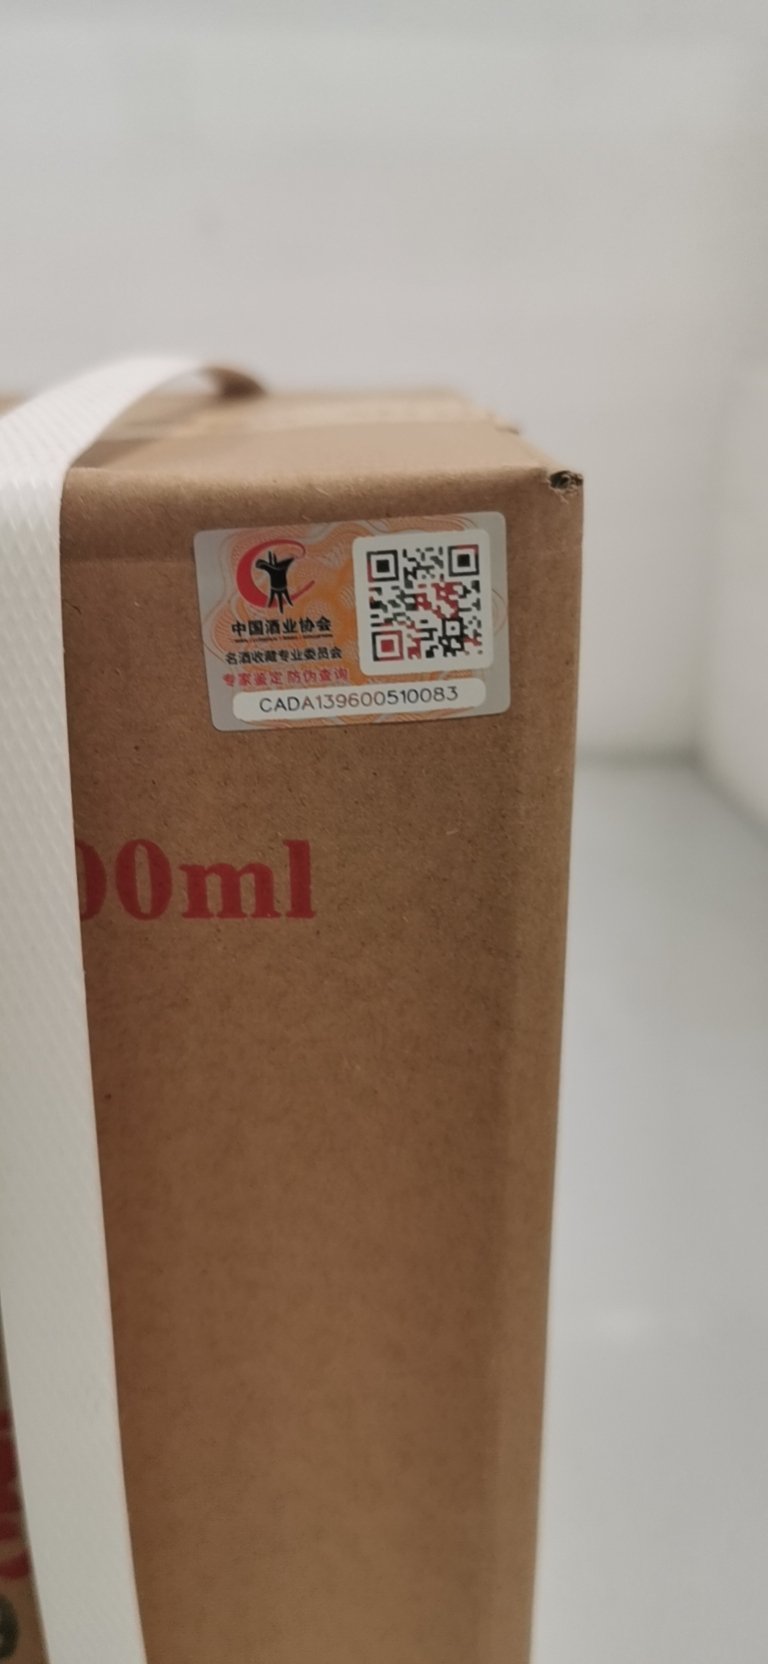 中国酒业协会
名酒收藏专业委员会
专家鉴定 防伪查询
CADA139600510083
00ml